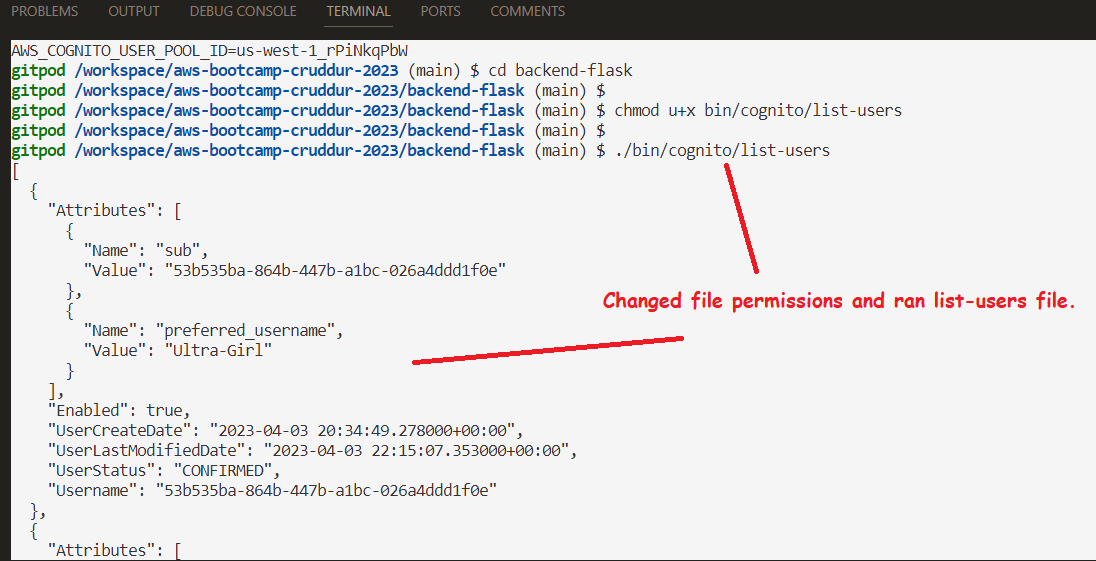 PROBLEMS OUTPUT DEBUG CONSOLE TERMINAL PORTS COMMENTS
AWS_COGNITO_USER_POOL_ID=us-west-1_rPiNkqPbW
gitpod /workspace/aws-bootcamp-cruddur-2023 (main) $ cd backend-flask
gitpod /workspace/aws-bootcamp-cruddur-2023/backend-flask (main) $
gitpod /workspace/aws-bootcamp-cruddur-2023/backend-flask (main) $ chmod u+x bin/cognito/list-users
gitpod /workspace/aws-bootcamp-cruddur-2023/backend-flask (main) $
gitpod /workspace/aws-bootcamp-cruddur-2023/backend-flask (main) $ ./bin/cognito/list-users
[
  {
    "Attributes": [
      {
        "Name": "sub",
        "Value": "53b535ba-864b-447b-a1bc-026a4ddd1f0e"
      },
Changed file permissions and ran list-users file.
      {
        "Name": "preferred_username",
        "Value": "Ultra-Girl"
      }
    ],
    "Enabled": true,
    "UserCreateDate": "2023-04-03 20:34:49.278000+00:00",
    "UserLastModifiedDate": "2023-04-03 22:15:07.353000+00:00",
    "UserStatus": "CONFIRMED",
    "Username": "53b535ba-864b-447b-a1bc-026a4ddd1f0e"
  },
  {
    "Attributes": [